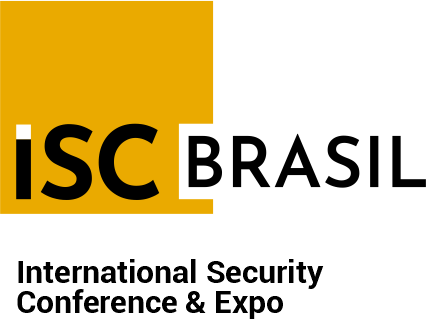 iSC BRASIL
International Security
Conference & Expo